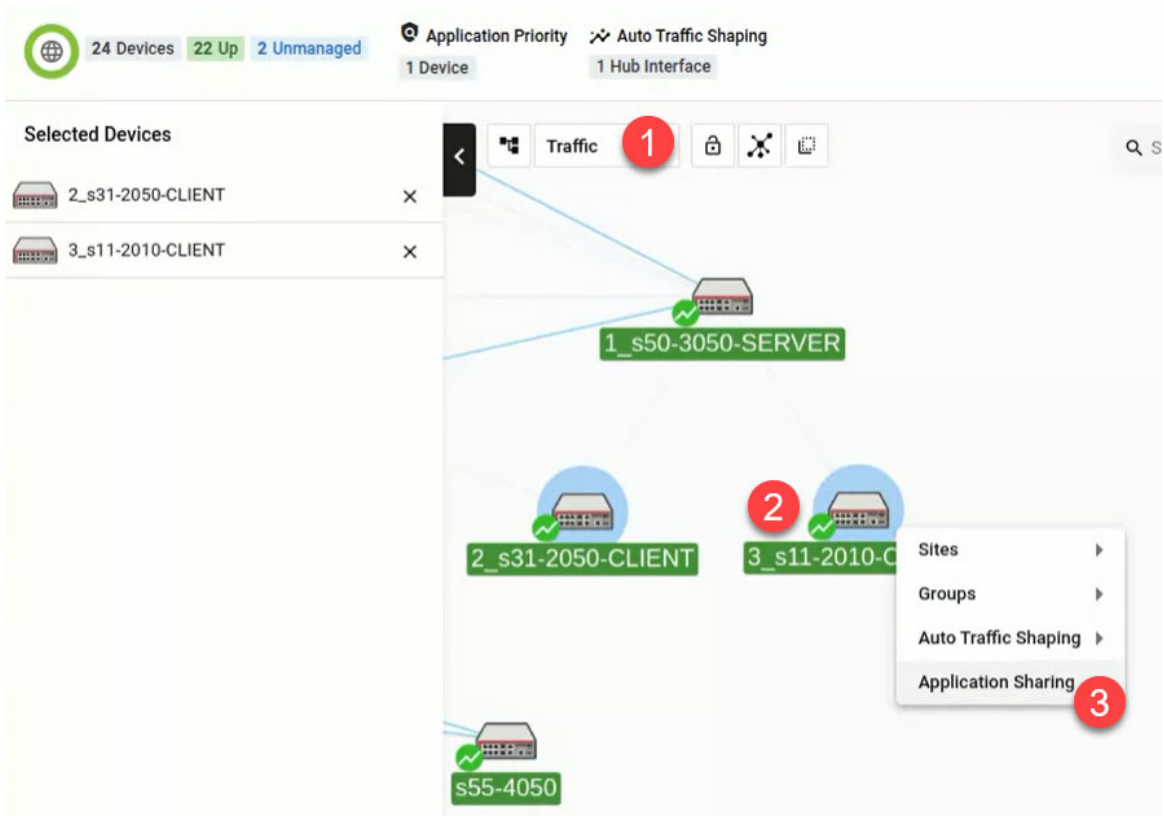 24 Devices 22 Up 2 Unmanaged
Application Priority
1 Device
Auto Traffic Shaping
1 Hub Interface
Selected Devices
2_s31-2050-CLIENT
3_s11-2010-CLIENT
Traffic
1
S
1_s50-3050-SERVER
2_s31-2050-CLIENT
2
3_s11-2010-C
Sites
Groups
Auto Traffic Shaping
Application Sharing
3
s55-4050